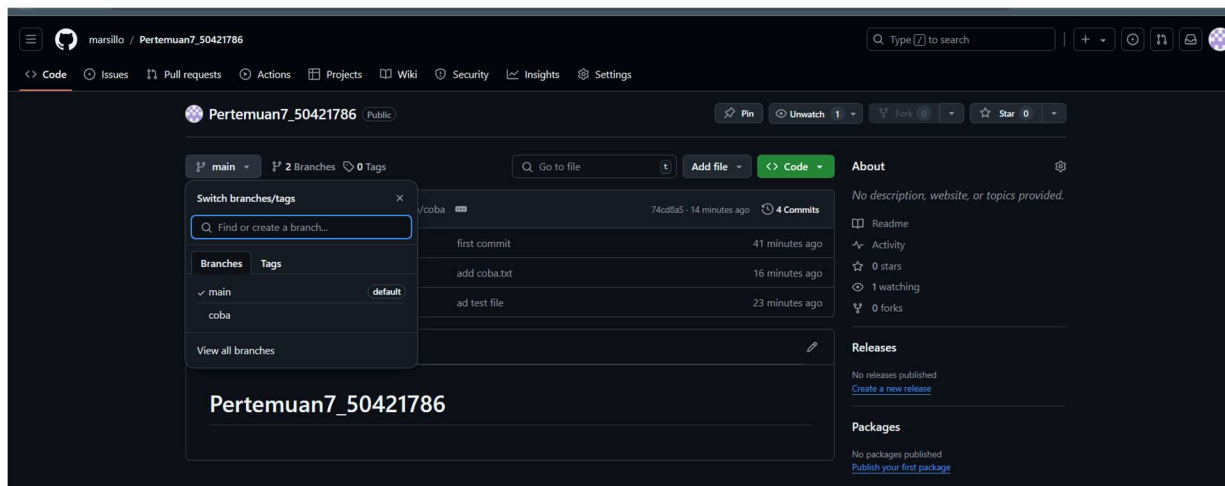 marsillo / Pertemuan7_50421786
Type / to search
Code Issues Pull requests Actions Projects Wiki Security Insights Settings
Pertemuan7_50421786 Public
Pin Unwatch 1 Fork 0 Star 0
main 2 Branches 0 Tags
Go to file t
Add file
Code
Switch branches/tags
Find or create a branch...
Branches Tags
main default
coba
View all branches
/coba
74cd8a5 · 14 minutes ago 4 Commits
first commit 41 minutes ago
add coba.txt 16 minutes ago
ad test file 23 minutes ago
Pertemuan7_50421786
About
No description, website, or topics provided.
Readme
Activity
0 stars
1 watching
0 forks
Releases
No releases published
Create a new release
Packages
No packages published
Publish your first package